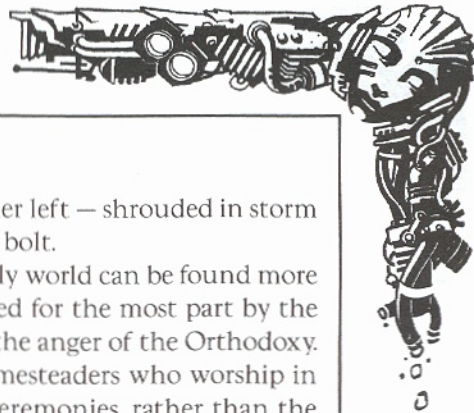 er left — shrouded in storm
bolt.
ly world can be found more
ed for the most part by the
the anger of the Orthodoxy.
mesteaders who worship in
eremonies, rather than the